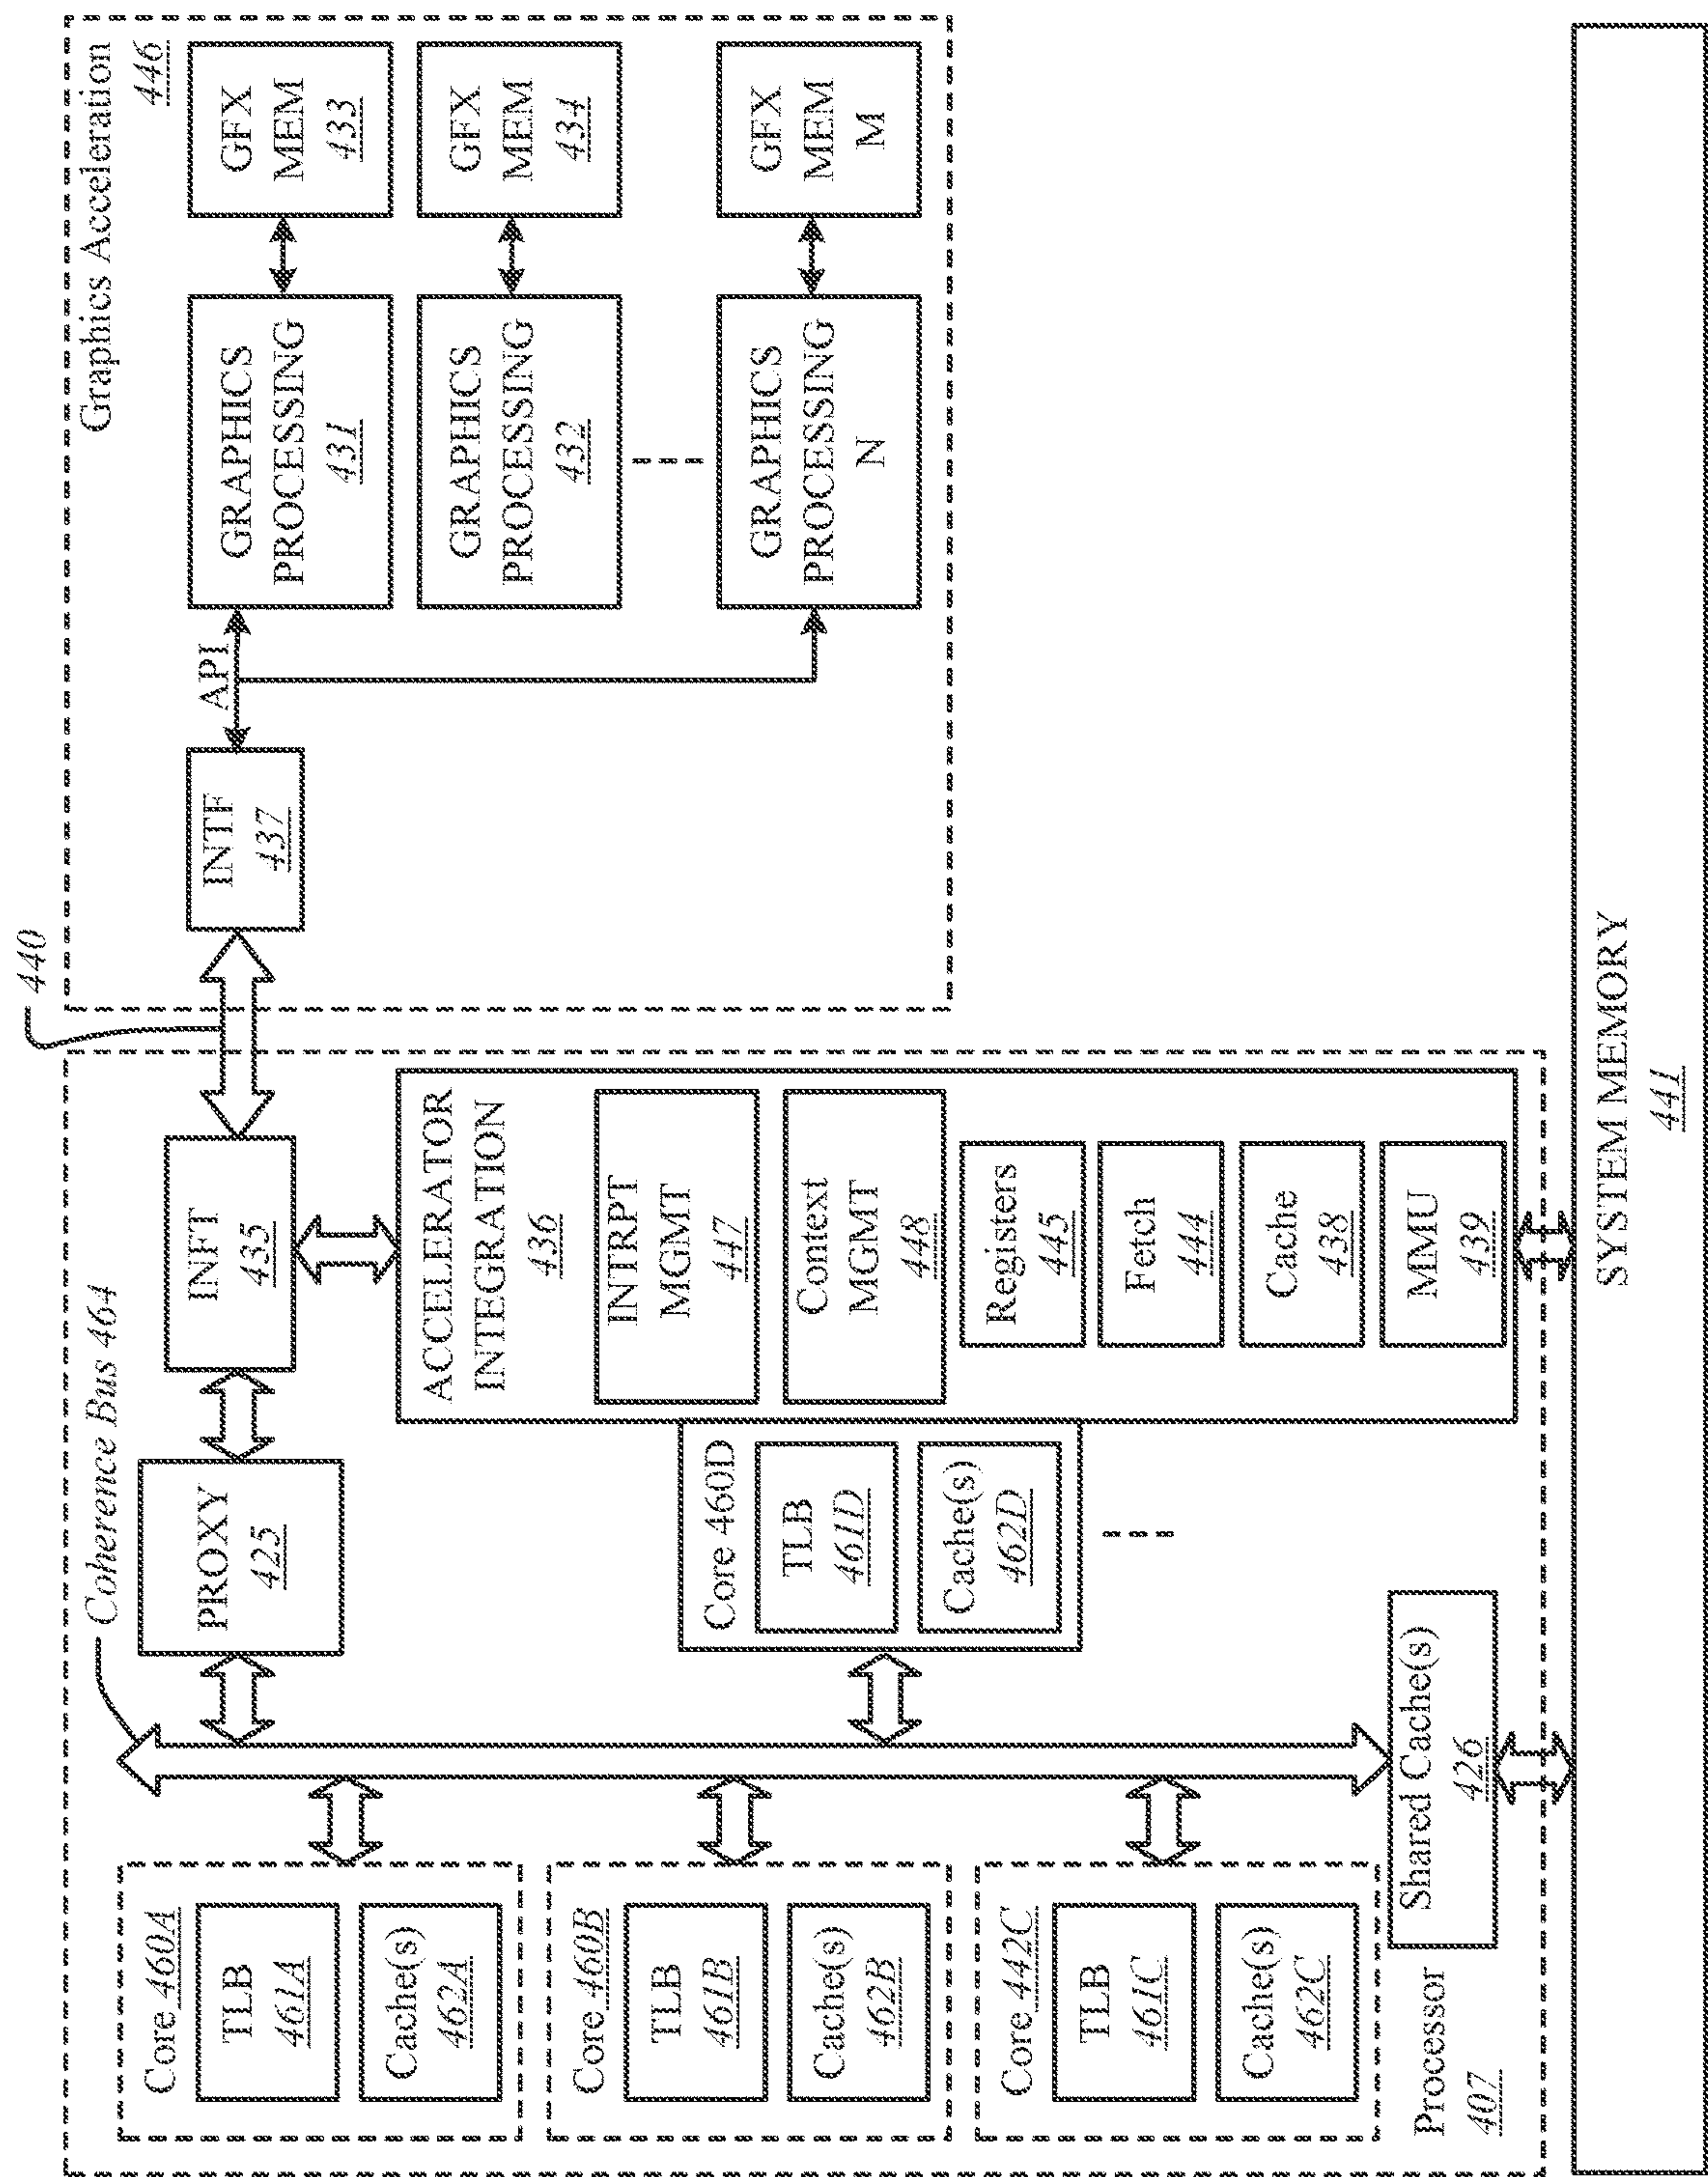 Processor
407
Core 460A
TLB
461A
Cache(s)
462A
Core 460B
TLB
461B
Cache(s)
462B
Core 442C
TLB
461C
Cache(s)
462C
Shared Cache(s)
426
Coherence Bus 464
PROXY
425
Core 460D
TLB
461D
Cache(s)
462D
INFT
435
ACCELERATOR
INTEGRATION
436
INTRPT
MGMT
447
Context
MGMT
448
Registers
445
Fetch
444
Cache
438
MMU
439
440
Graphics Acceleration
446
INTF
437
API
GRAPHICS
PROCESSING
431
GFX
MEM
433
GRAPHICS
PROCESSING
432
GFX
MEM
434
GRAPHICS
PROCESSING
N
GFX
MEM
M
SYSTEM MEMORY
441